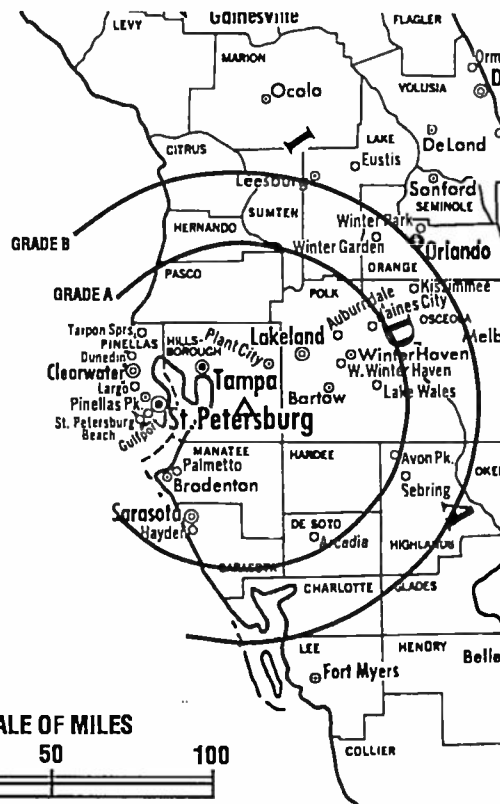 Gainesville
FLAGLER
LEVY
MARION
Orm
D
VOLUSIA
Ocala
I
LAKE
DeLand
CITRUS
Eustis
Leesburg
Sanford
SEMINOLE
SUMTER
Winter Park
HERNANDO
GRADE B
Winter Garden
Orlando
ORANGE
PASCO
Kissimmee
POLK
GRADE A
Auburndale
Haines City
OSCEOLA
Tarpon Sprs.
PINELLAS
HILLS-
BOROUGH
Plant City
Lakeland
D
Melb
Dunedin
Winter Haven
Clearwater
Tampa
W. Winter Haven
Largo
Bartow
Lake Wales
Pinellas Pk.
St. Petersburg
St. Petersburg
Beach
Gulfport
MANATEE
HARDEE
Avon Pk.
Palmetto
OKE
Bradenton
Sebring
Sarasota
A
Hayden
DE SOTO
Arcadia
HIGHLANDS
SARASOTA
CHARLOTTE
GLADES
LEE
HENDRY
Belle
Fort Myers
ALE OF MILES
50
100
COLLIER